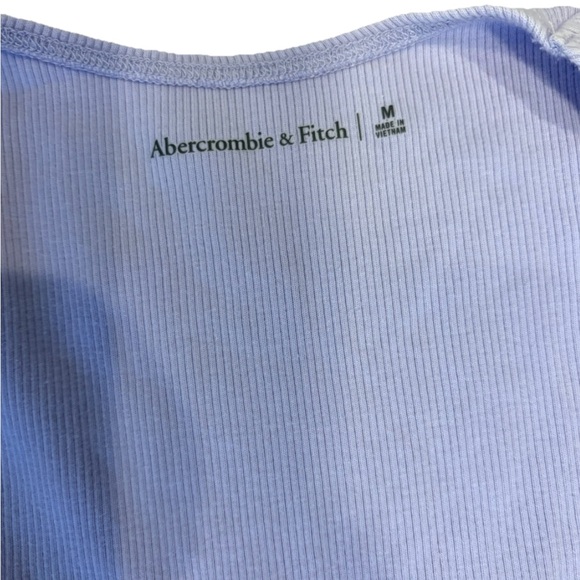 Abercrombie & Fitch | M
MADE IN
VIETNAM